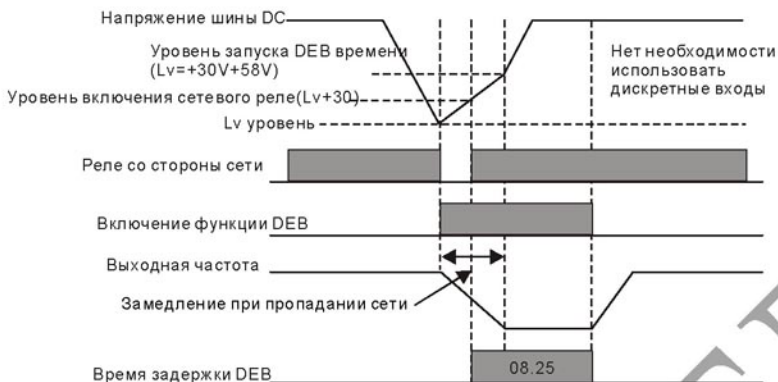 Напряжение шины DC
Уровень запуска DEB времени
(Lv=+30V+58V)
Нет необходимости
использовать
дискретные входы
Уровень включения сетевого реле(Lv+30)
Lv уровень
Реле со стороны сети
Включение функции DEB
Выходная частота
Замедление при пропадании сети
Время задержки DEB
08.25